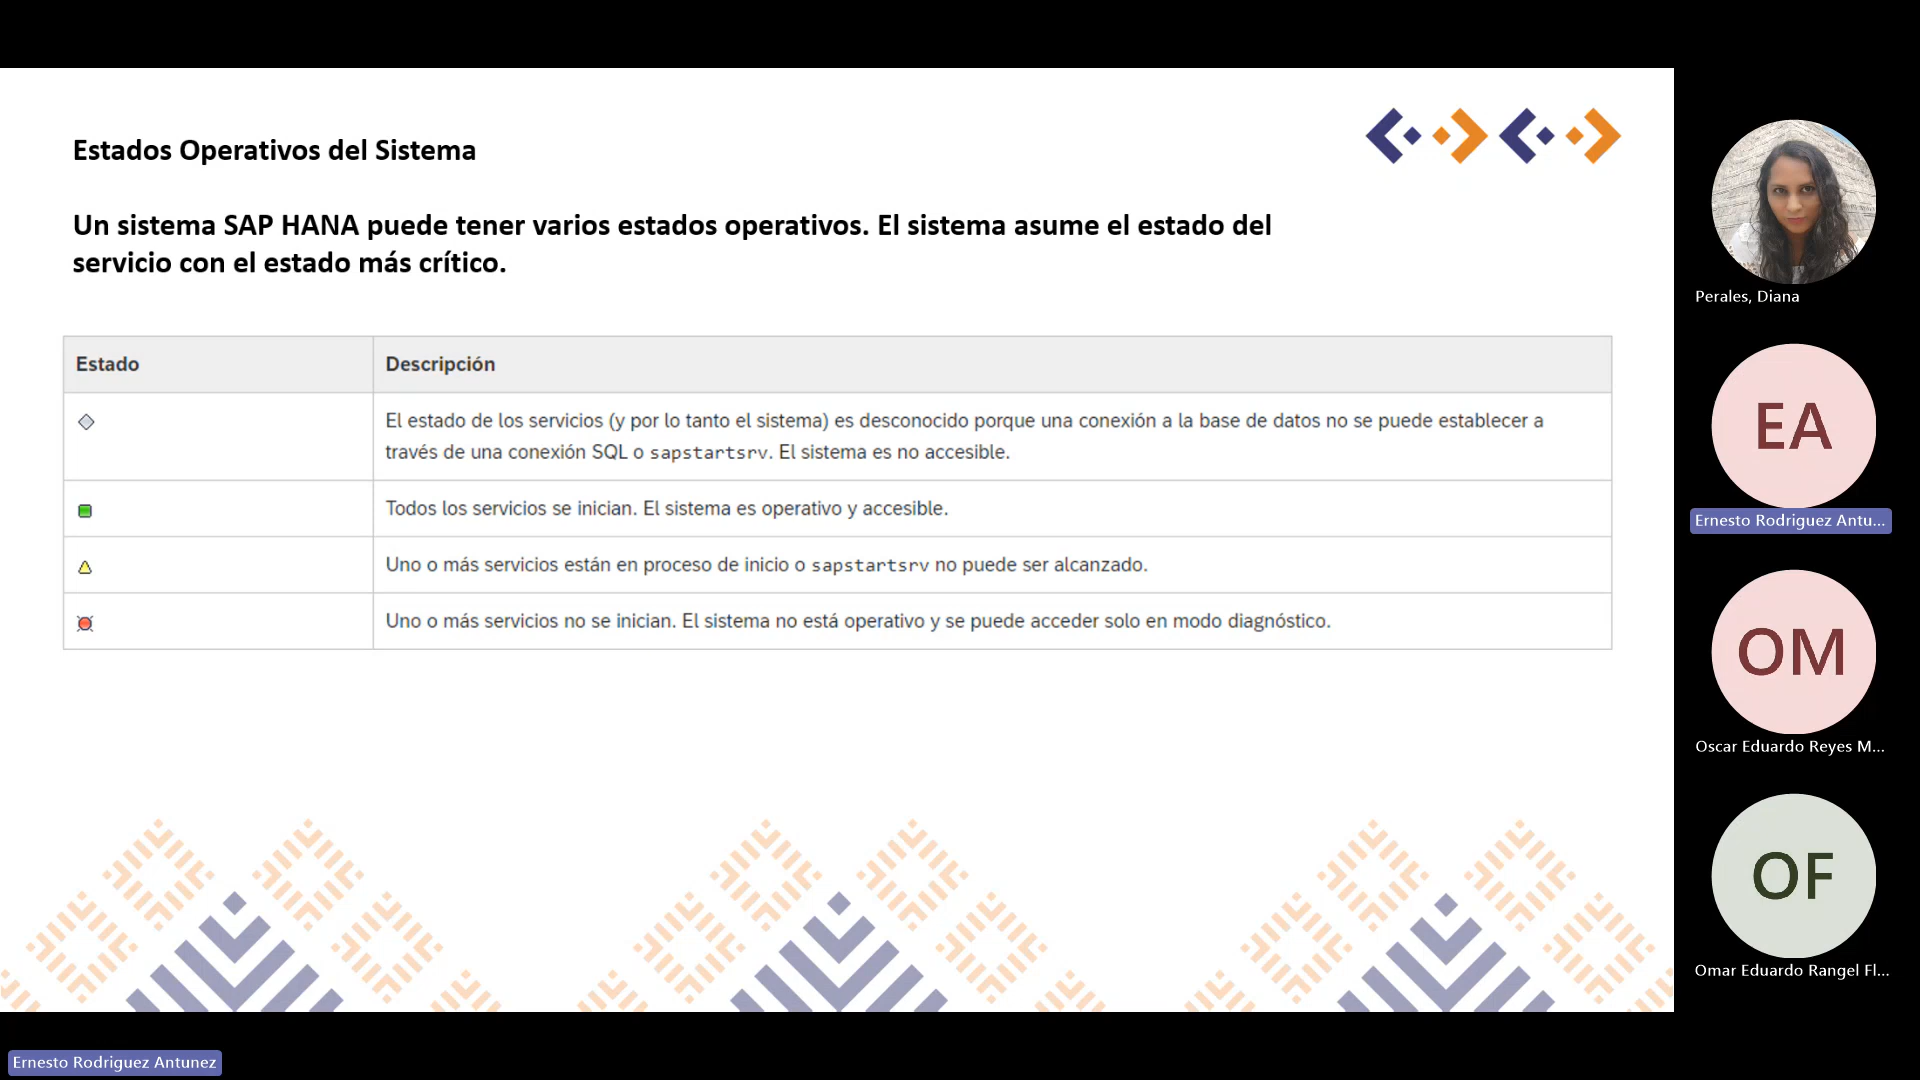 Estados Operativos del Sistema
Un sistema SAP HANA puede tener varios estados operativos. El sistema asume el estado del
servicio con el estado más crítico.
Estado
Descripción
El estado de los servicios (y por lo tanto el sistema) es desconocido porque una conexión a la base de datos no se puede establecer a
través de una conexión SQL o sapstartsrv. El sistema es no accesible.
Todos los servicios se inician. El sistema es operativo y accesible.
Uno o más servicios están en proceso de inicio o sapstartsrv no puede ser alcanzado.
Uno o más servicios no se inician. El sistema no está operativo y se puede acceder solo en modo diagnóstico.
Perales, Diana
EA
Ernesto Rodriguez Antu...
OM
Oscar Eduardo Reyes M...
OF
Omar Eduardo Rangel Fl...
Ernesto Rodriguez Antunez